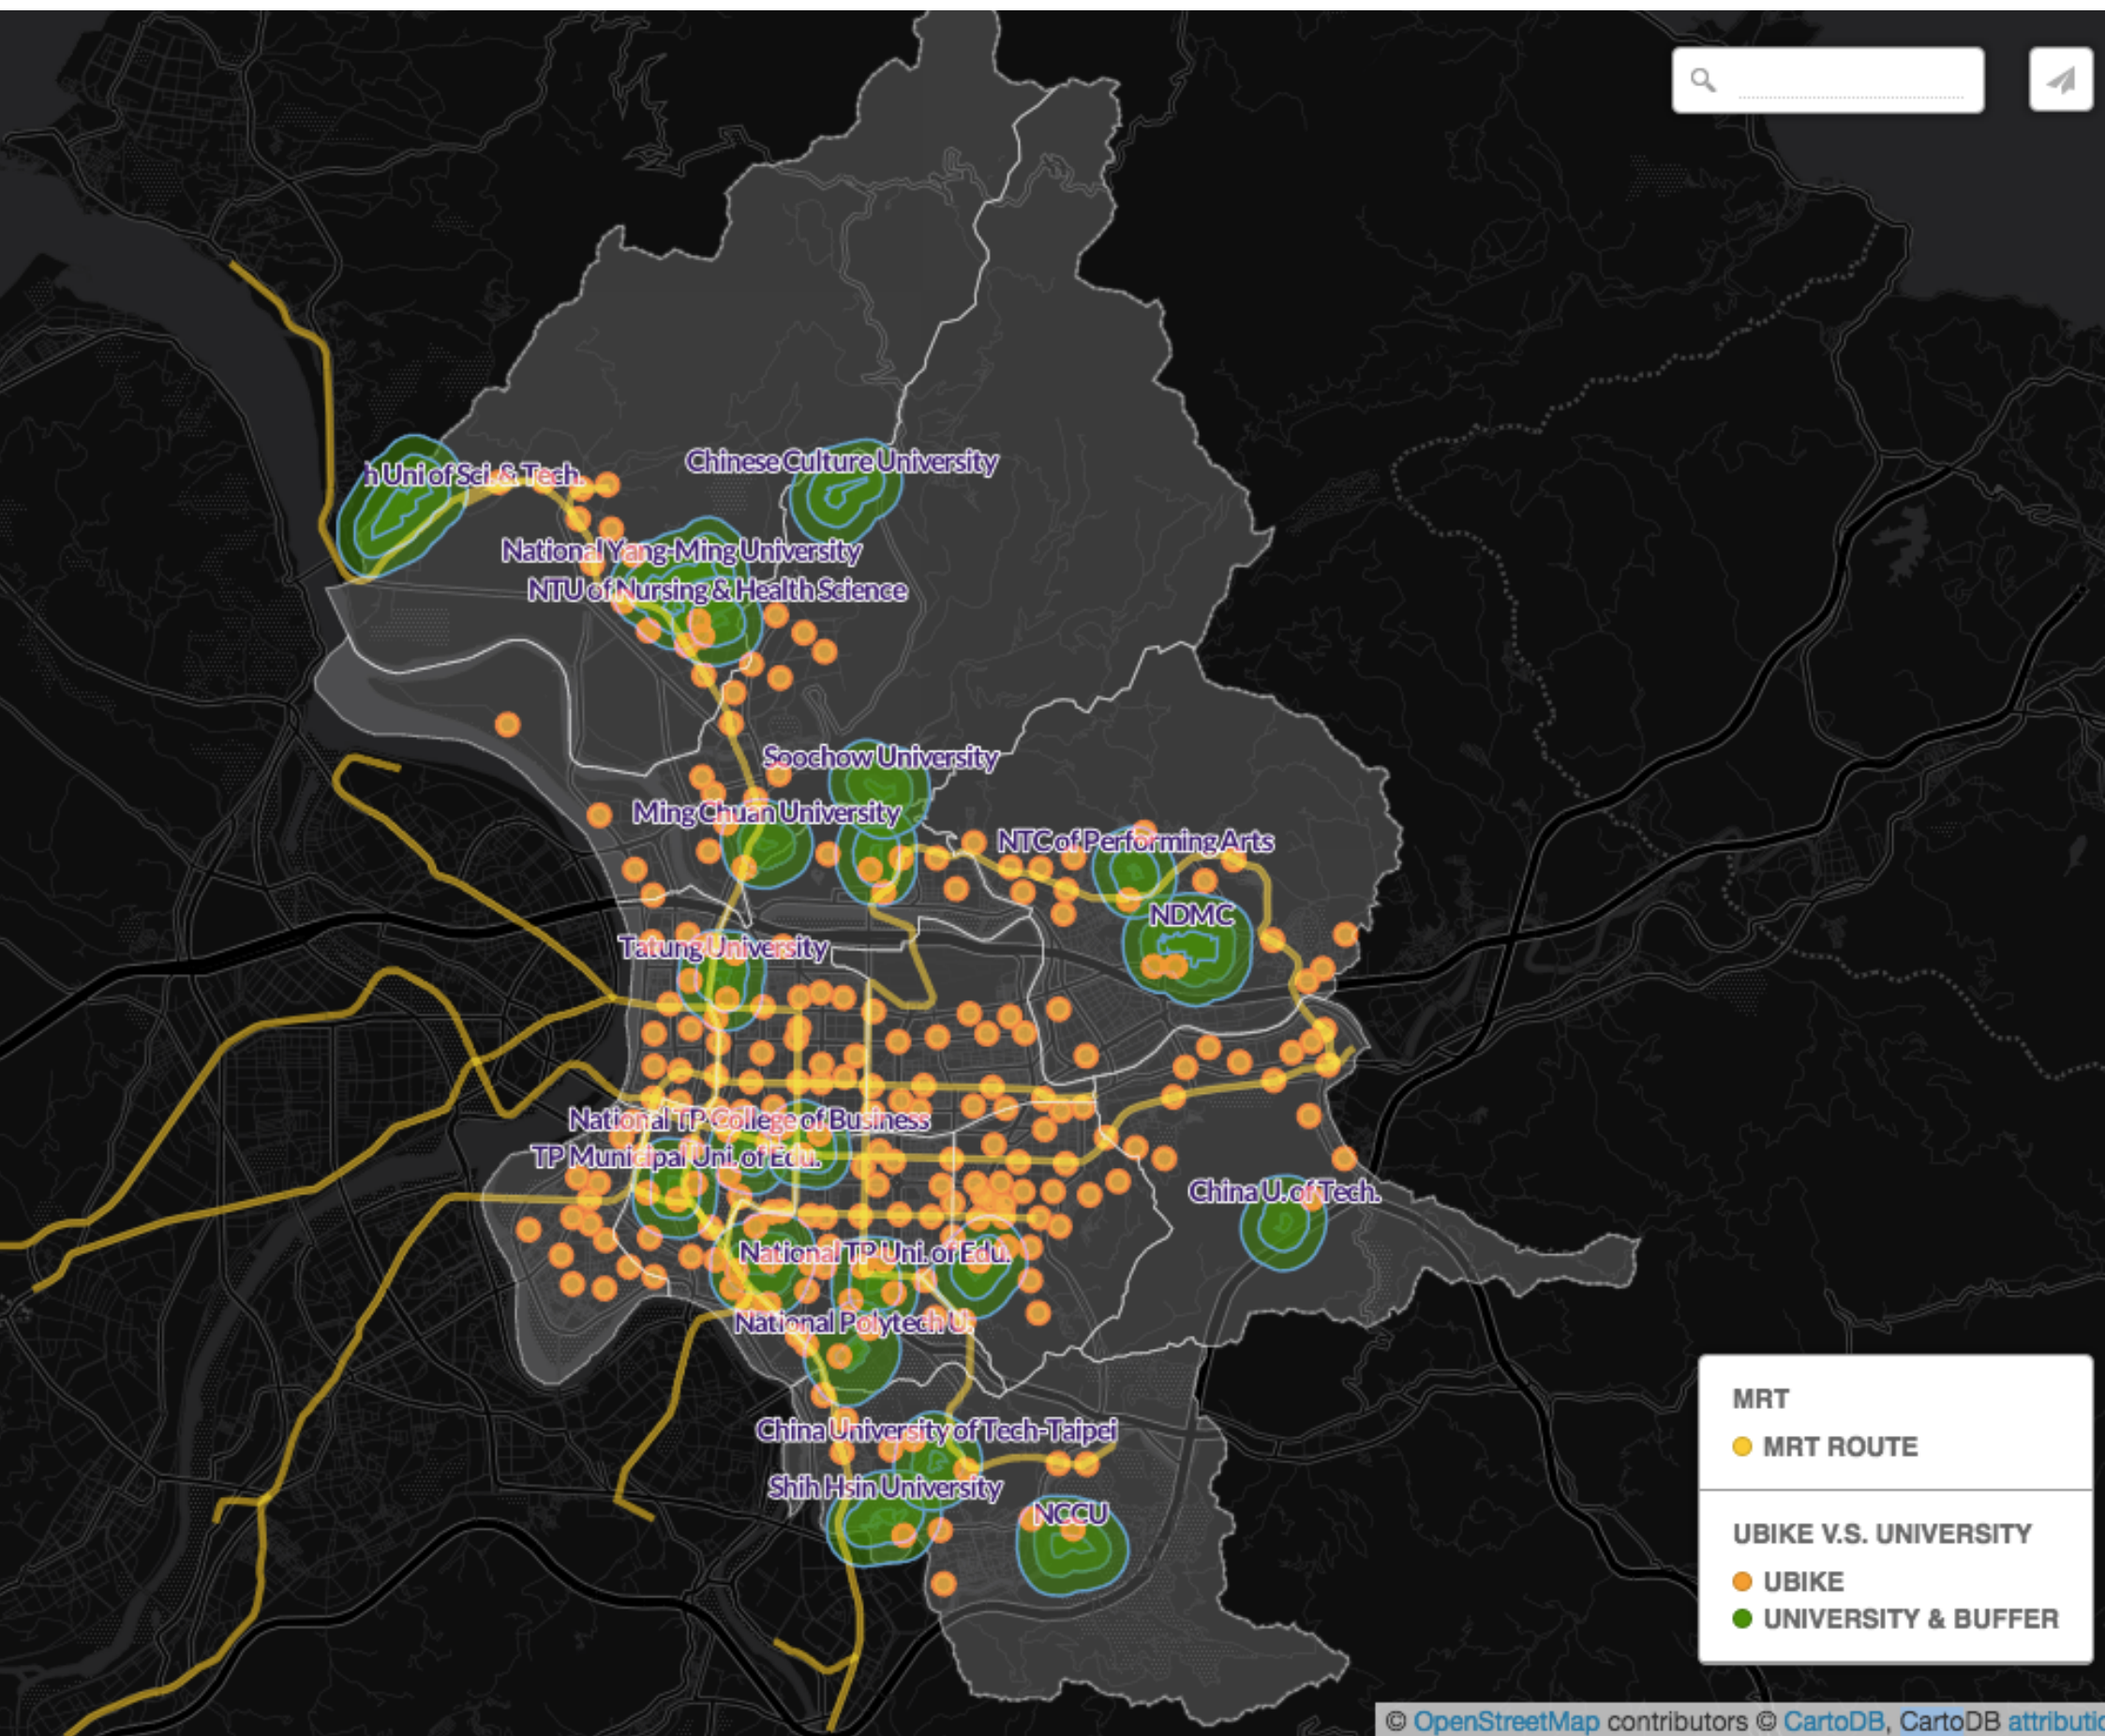 h Uni of Sci. & Tech.
Chinese Culture University
National Yang-Ming University
NTU of Nursing & Health Science
Soochow University
Ming Chuan University
NTC of Performing Arts
NDMC
Tatung University
National TP College of Business
TP Municipal Uni. of Edu.
China U. of Tech.
National TP Uni. of Edu.
National Polytech U.
China University of Tech-Taipei
Shih Hsin University
NCCU
MRT
MRT ROUTE
UBIKE V.S. UNIVERSITY
UBIKE
UNIVERSITY & BUFFER
© OpenStreetMap contributors © CartoDB, CartoDB attributio